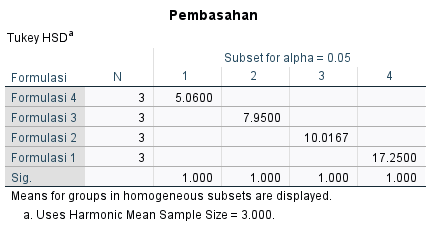 Pembasahan
Tukey HSDa
Subset for alpha = 0.05
Formulasi N 1 2 3 4
Formulasi 4 3 5.0600
Formulasi 3 3 7.9500
Formulasi 2 3 10.0167
Formulasi 1 3 17.2500
Sig. 1.000 1.000 1.000 1.000
Means for groups in homogeneous subsets are displayed.
a. Uses Harmonic Mean Sample Size = 3.000.